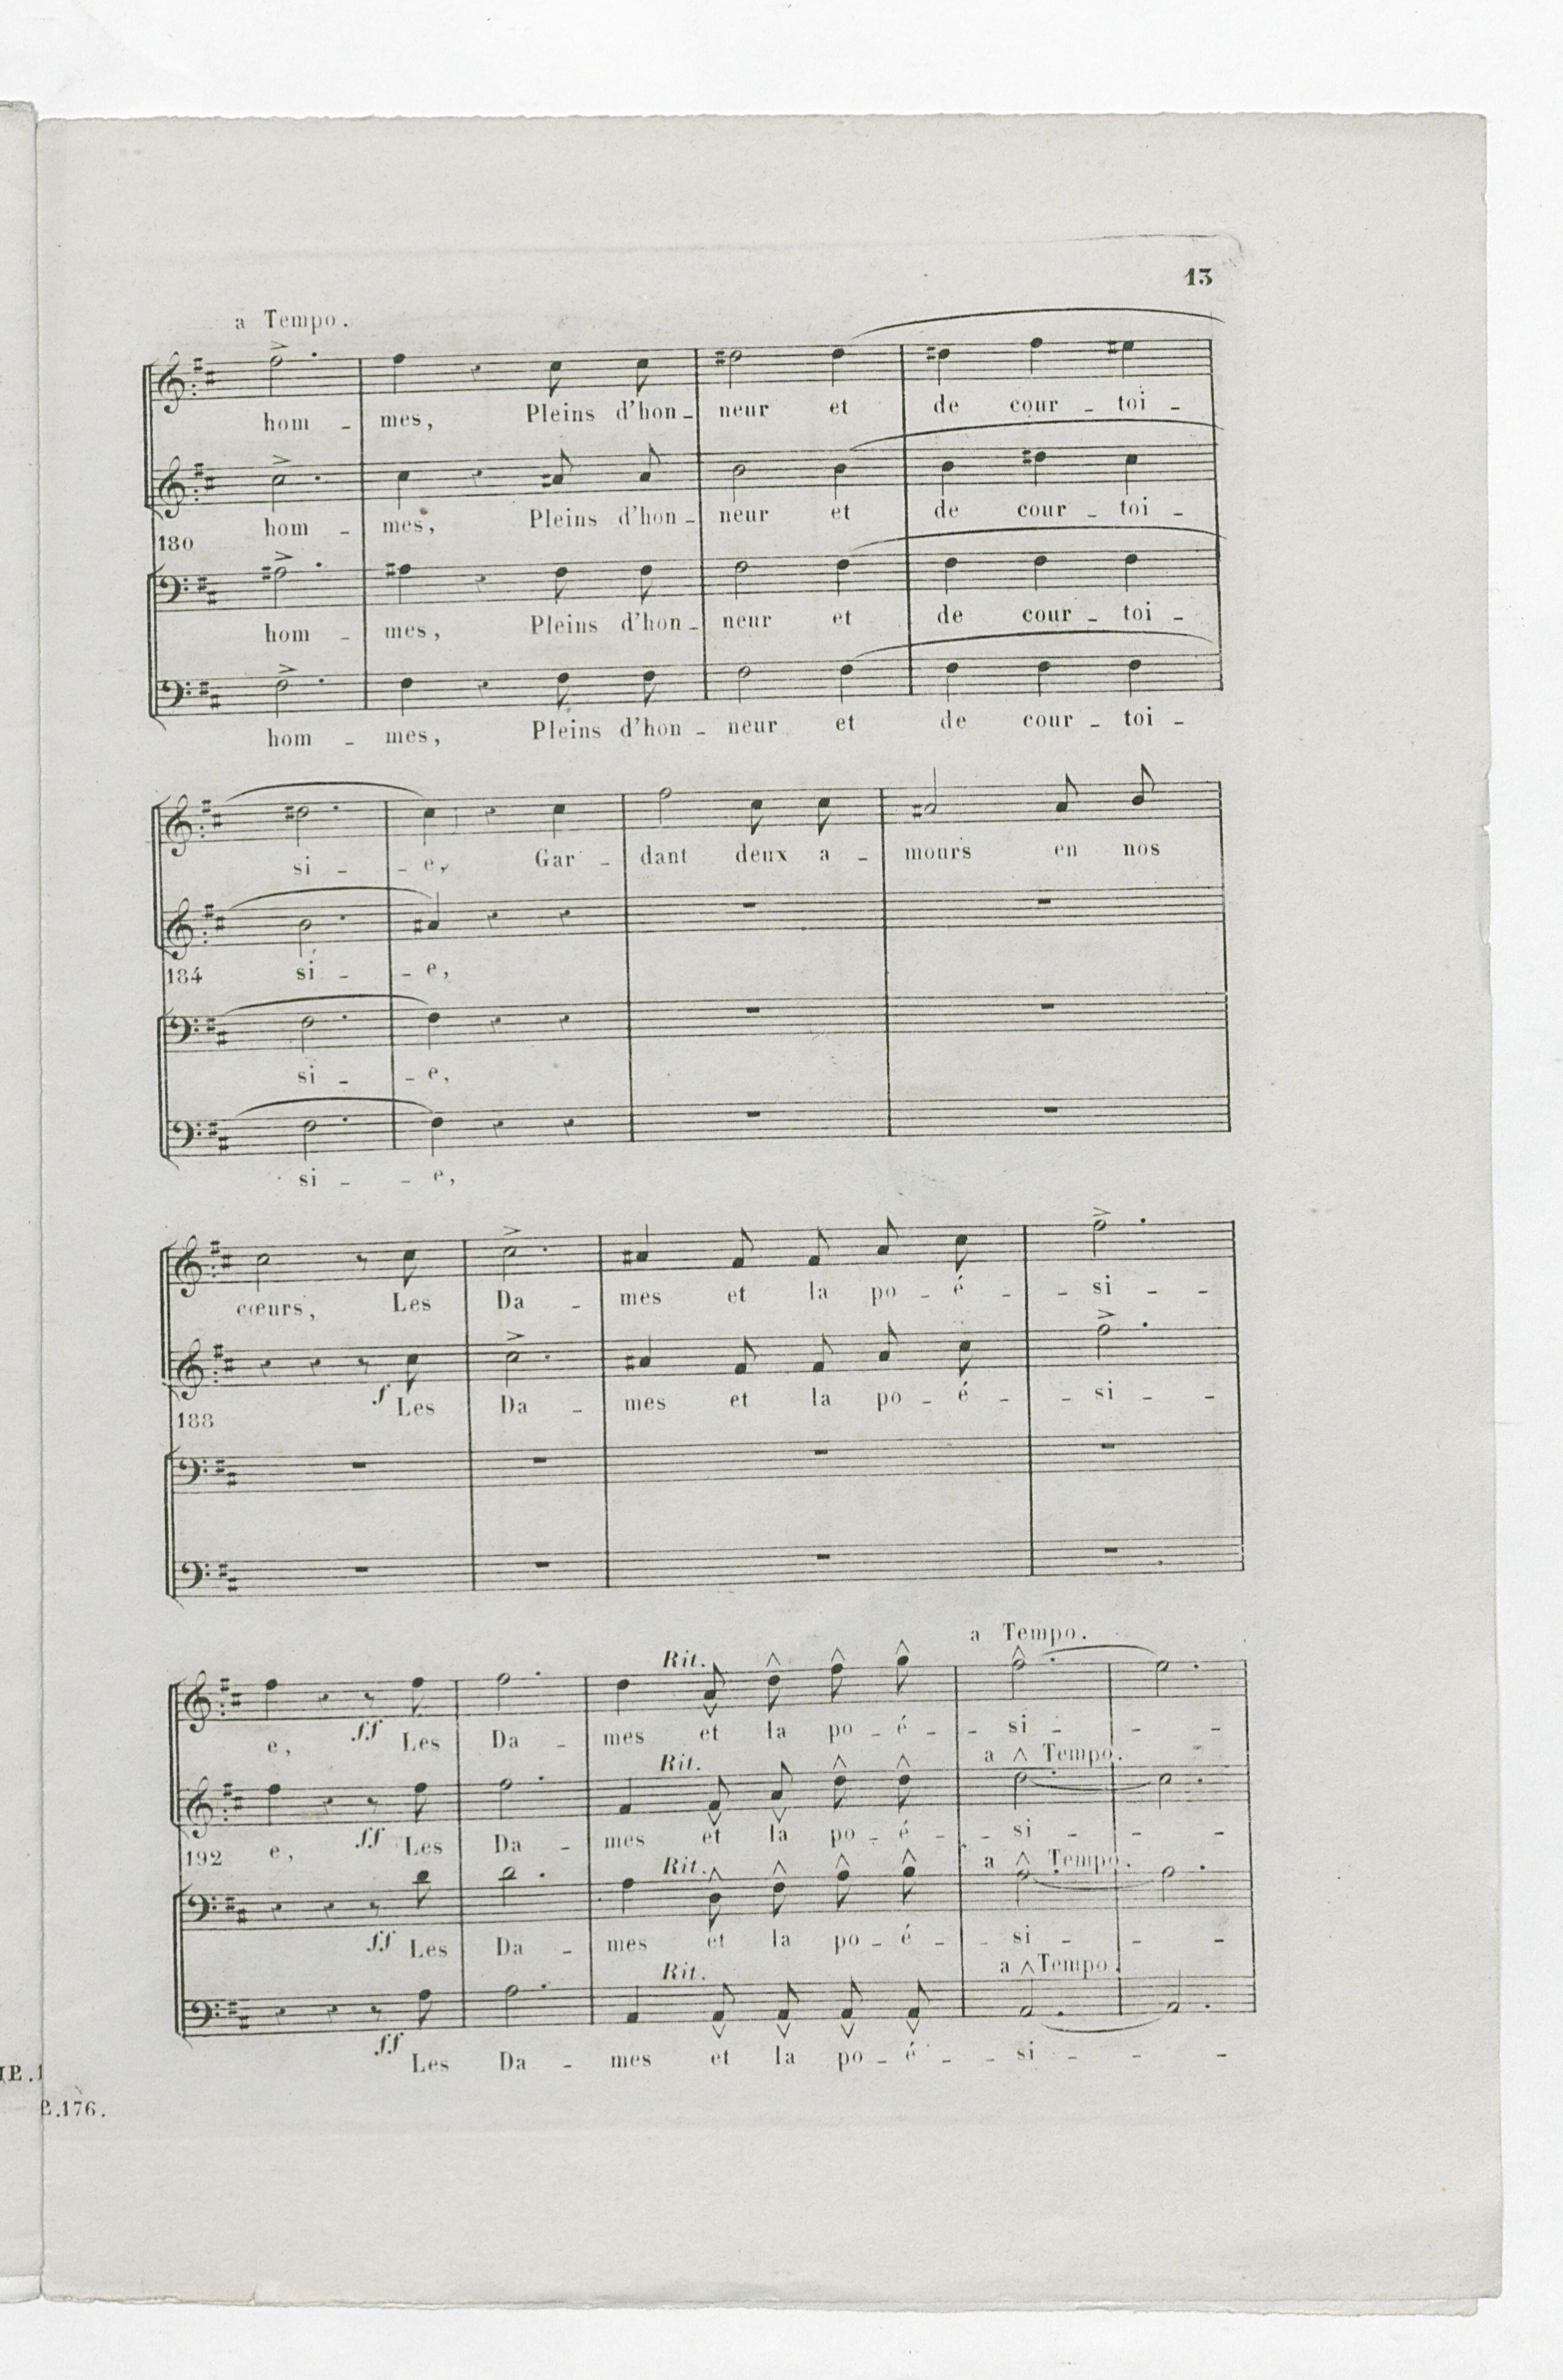 13
a Tempo.
hom - mes, Pleins d'hon - neur et de cour - toi -
hom - mes, Pleins d'hon - neur et de cour - toi -
180
hom - mes, Pleins d'hon - neur et de cour - toi -
hom - mes, Pleins d'hon - neur et de cour - toi -
si - - e, Gar - dant deux a - mours en nos
184 si - - e,
si - - e,
si - - e,
cœurs, Les Da - mes et la po - é - - si - -
f Les Da - mes et la po - é - - si - -
188
a Tempo.
Rit.
e, ff Les Da - mes et la po - é - - si - - -
Rit. a Tempo.
192 e, ff Les Da - mes et la po - é - - si - - -
Rit. a Tempo.
ff Les Da - mes et la po - é - - si - - -
Rit. a Tempo.
ff Les Da - mes et la po - é - - si - - -
.176.